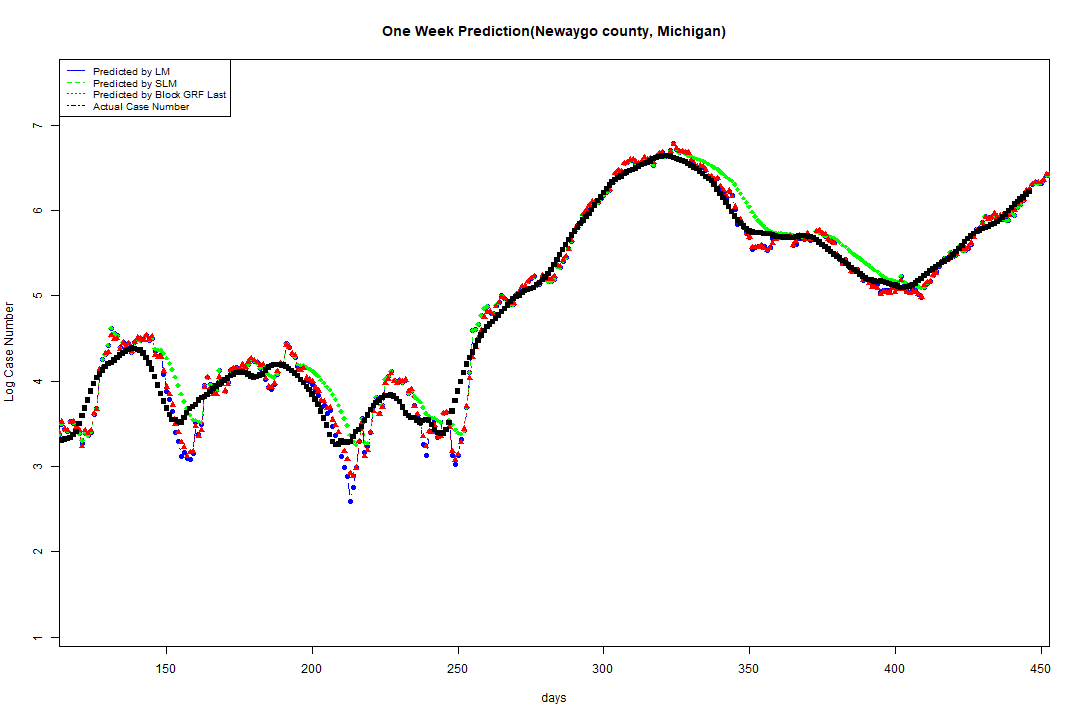 One Week Prediction(Newaygo county, Michigan)
Predicted by LM
Predicted by SLM
Predicted by Block GRF Last
Actual Case Number
Log Case Number
7
6
5
4
3
2
1
150 200 250 300 350 400 450
days